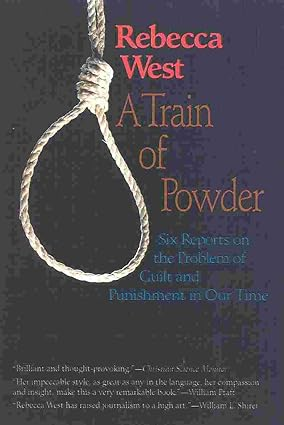 Rebecca
West
A Train
of
Powder
Six Reports on
the Problem of
Guilt and
Punishment in Our Time
"Brilliant and thought-provoking."—Christian Science Monitor
"Her impeccable style, as great as any in the language, her compassion
and insight, make this a very remarkable book."—William Pfaff
"Rebecca West has raised journalism to a high art."—William L. Shirer